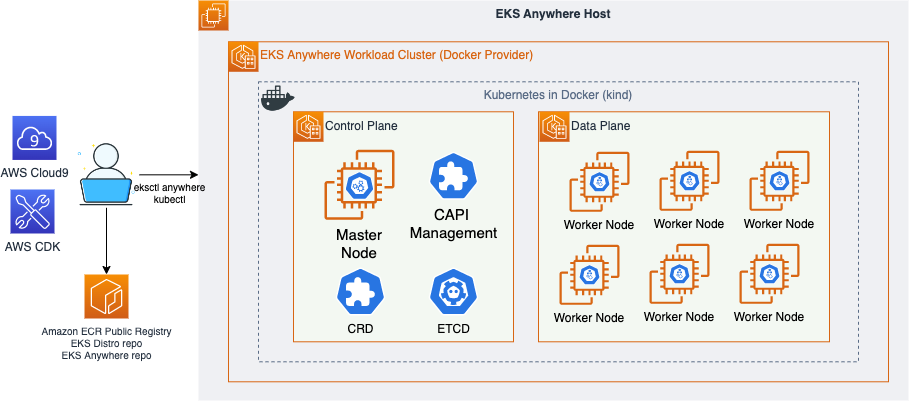 EKS Anywhere Host
EKS Anywhere Workload Cluster (Docker Provider)
Kubernetes in Docker (kind)
Control Plane
Data Plane
9
AWS Cloud9
AWS CDK
eksctl anywhere
kubectl
Amazon ECR Public Registry
EKS Distro repo
EKS Anywhere repo
Master
Node
CAPI
Management
CRD
ETCD
Worker Node
Worker Node
Worker Node
Worker Node
Worker Node
Worker Node